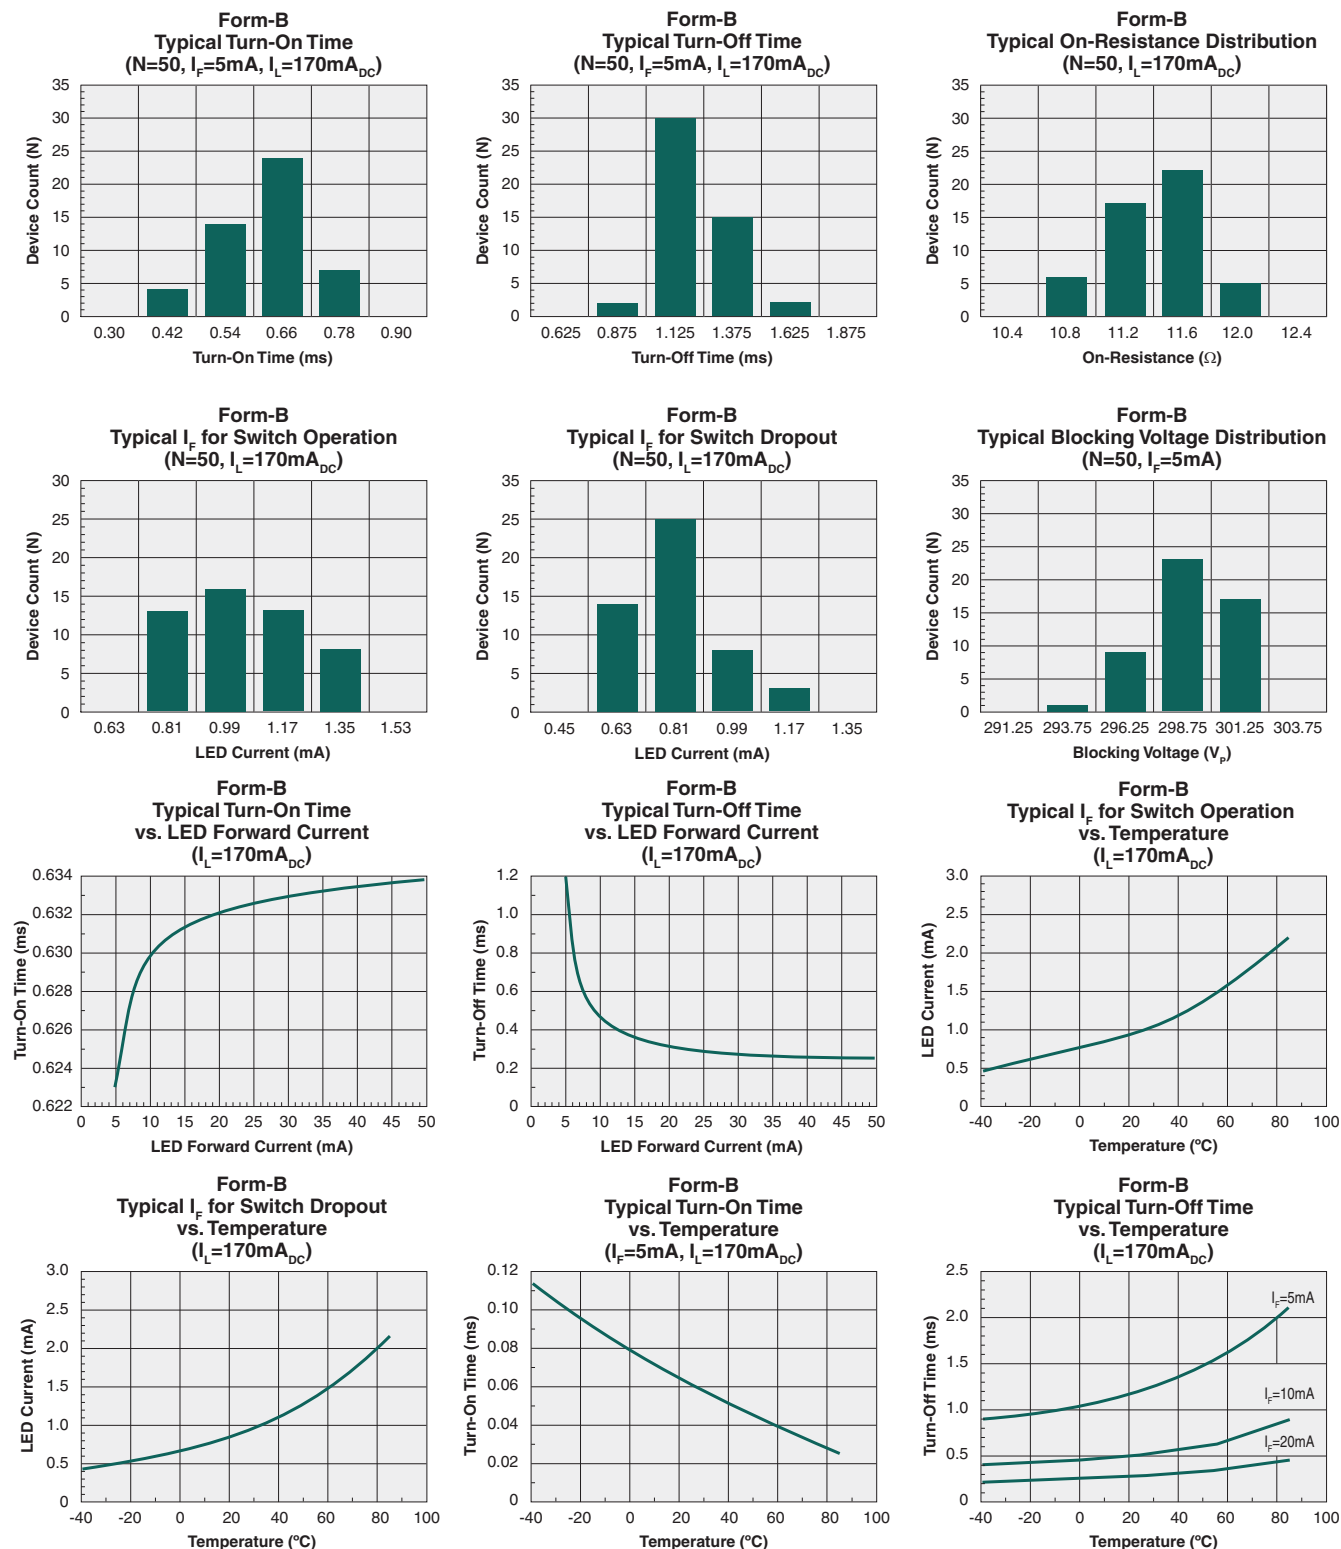 Form-B
Typical Turn-On Time
(N=50, IF=5mA, IL=170mADC)
35
30
25
20
15
10
5
0
Device Count (N)
0.30 0.42 0.54 0.66 0.78 0.90
Turn-On Time (ms)
Form-B
Typical Turn-Off Time
(N=50, IF=5mA, IL=170mADC)
35
30
25
20
15
10
5
0
Device Count (N)
0.625 0.875 1.125 1.375 1.625 1.875
Turn-Off Time (ms)
Form-B
Typical On-Resistance Distribution
(N=50, IL=170mADC)
35
30
25
20
15
10
5
0
Device Count (N)
10.4 10.8 11.2 11.6 12.0 12.4
On-Resistance (Ω)
Form-B
Typical IF for Switch Operation
(N=50, IL=170mADC)
30
25
20
15
10
5
0
Device Count (N)
0.63 0.81 0.99 1.17 1.35 1.53
LED Current (mA)
Form-B
Typical IF for Switch Dropout
(N=50, IL=170mADC)
35
25
20
15
10
5
0
Device Count (N)
0.45 0.63 0.81 0.99 1.17 1.35
LED Current (mA)
Form-B
Typical Blocking Voltage Distribution
(N=50, IF=5mA)
35
30
25
20
15
10
5
0
Device Count (N)
291.25 293.75 296.25 298.75 301.25 303.75
Blocking Voltage (VP)
Form-B
Typical Turn-On Time
vs. LED Forward Current
(IL=170mADC)
0.634
0.632
0.630
0.628
0.626
0.624
0.622
Turn-On Time (ms)
0 5 10 15 20 25 30 35 40 45 50
LED Forward Current (mA)
Form-B
Typical Turn-Off Time
vs. LED Forward Current
(IL=170mADC)
1.2
1.0
0.8
0.6
0.4
0.2
0
Turn-Off Time (ms)
0 5 10 15 20 25 30 35 40 45 50
LED Forward Current (mA)
Form-B
Typical IF for Switch Operation
vs. Temperature
(IL=170mADC)
3.0
2.5
2.0
1.5
1.0
0.5
0
LED Current (mA)
-40 -20 0 20 40 60 80 100
Temperature (ºC)
Form-B
Typical IF for Switch Dropout
vs. Temperature
(IL=170mADC)
3.0
2.5
2.0
1.5
1.0
0.5
0
LED Current (mA)
-40 -20 0 20 40 60 80 100
Temperature (ºC)
Form-B
Typical Turn-On Time
vs. Temperature
(IF=5mA, IL=170mADC)
0.12
0.10
0.08
0.06
0.04
0.02
0
Turn-On Time (ms)
-40 -20 0 20 40 60 80 100
Temperature (ºC)
Form-B
Typical Turn-Off Time
vs. Temperature
(IL=170mADC)
2.5
2.0
1.5
1.0
0.5
0
Turn-Off Time (ms)
IF=5mA
IF=10mA
IF=20mA
-40 -20 0 20 40 60 80 100
Temperature (ºC)